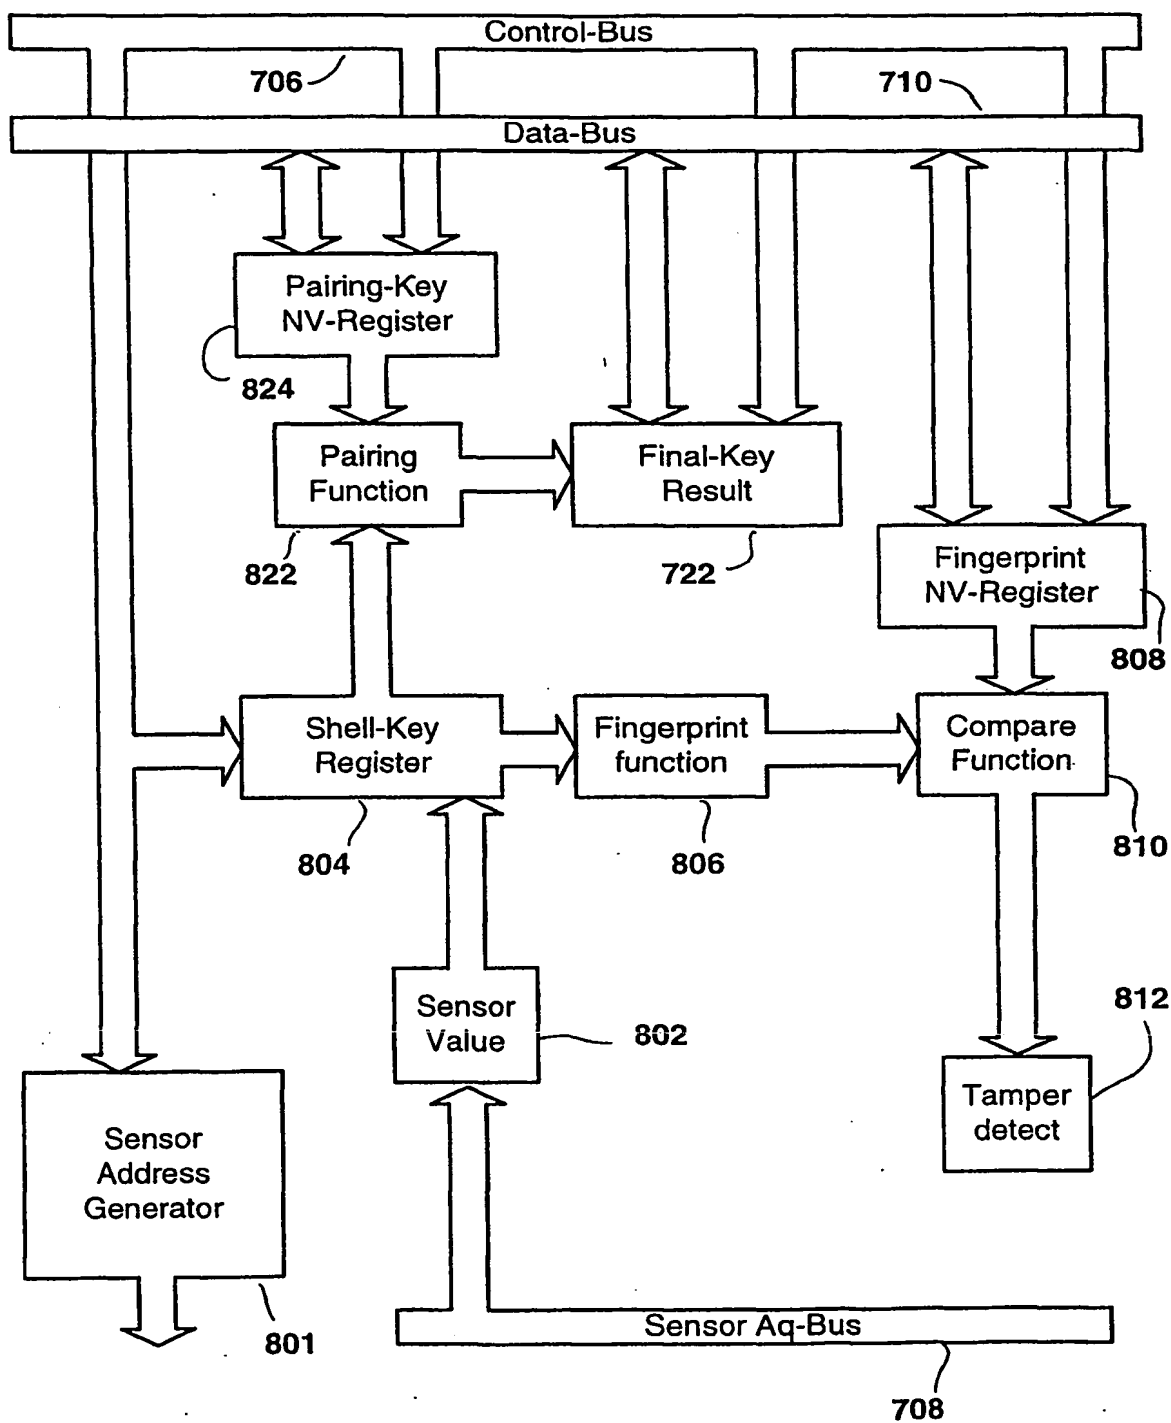 Control-Bus
706
710
Data-Bus
Pairing-Key
NV-Register
824
Pairing
Function
822
Final-Key
Result
722
Fingerprint
NV-Register
808
Shell-Key
Register
804
Fingerprint
function
806
Compare
Function
810
Sensor
Value
802
812
Tamper
detect
Sensor
Address
Generator
801
Sensor Aq-Bus
708